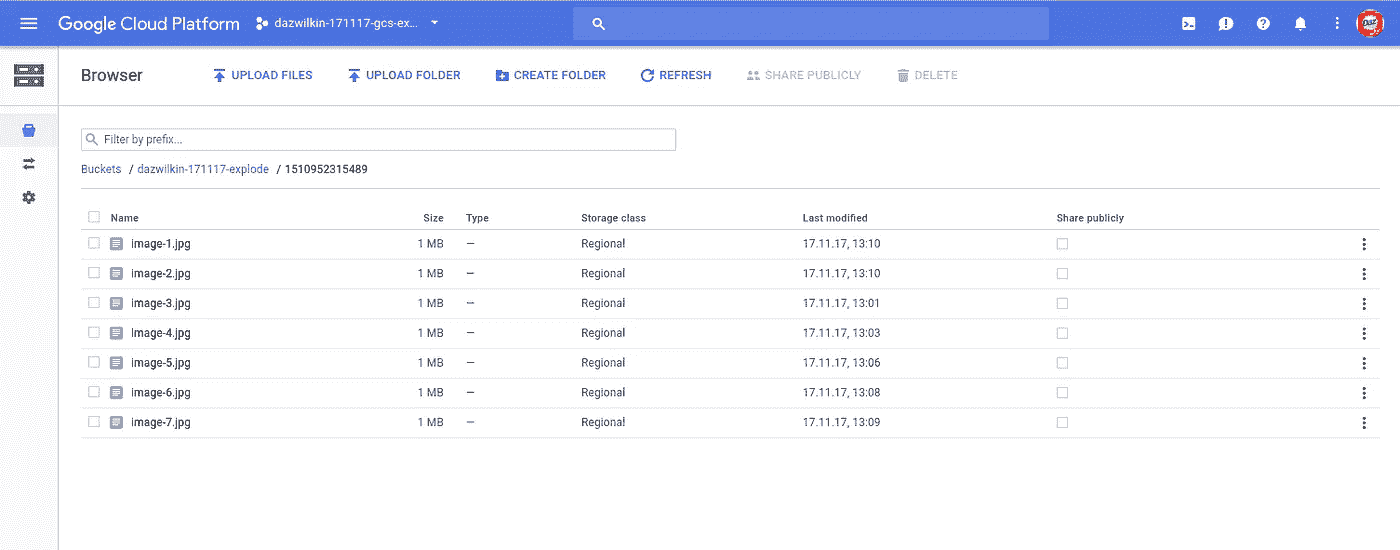 Google Cloud Platform dazwilkin-171117-gcs-ex...
Browser UPLOAD FILES UPLOAD FOLDER CREATE FOLDER REFRESH SHARE PUBLICLY DELETE
Filter by prefix...
Buckets / dazwilkin-171117-explode / 1510952315489
Name Size Type Storage class Last modified Share publicly
image-1.jpg 1 MB — Regional 17.11.17, 13:10
image-2.jpg 1 MB — Regional 17.11.17, 13:10
image-3.jpg 1 MB — Regional 17.11.17, 13:01
image-4.jpg 1 MB — Regional 17.11.17, 13:03
image-5.jpg 1 MB — Regional 17.11.17, 13:06
image-6.jpg 1 MB — Regional 17.11.17, 13:08
image-7.jpg 1 MB — Regional 17.11.17, 13:09